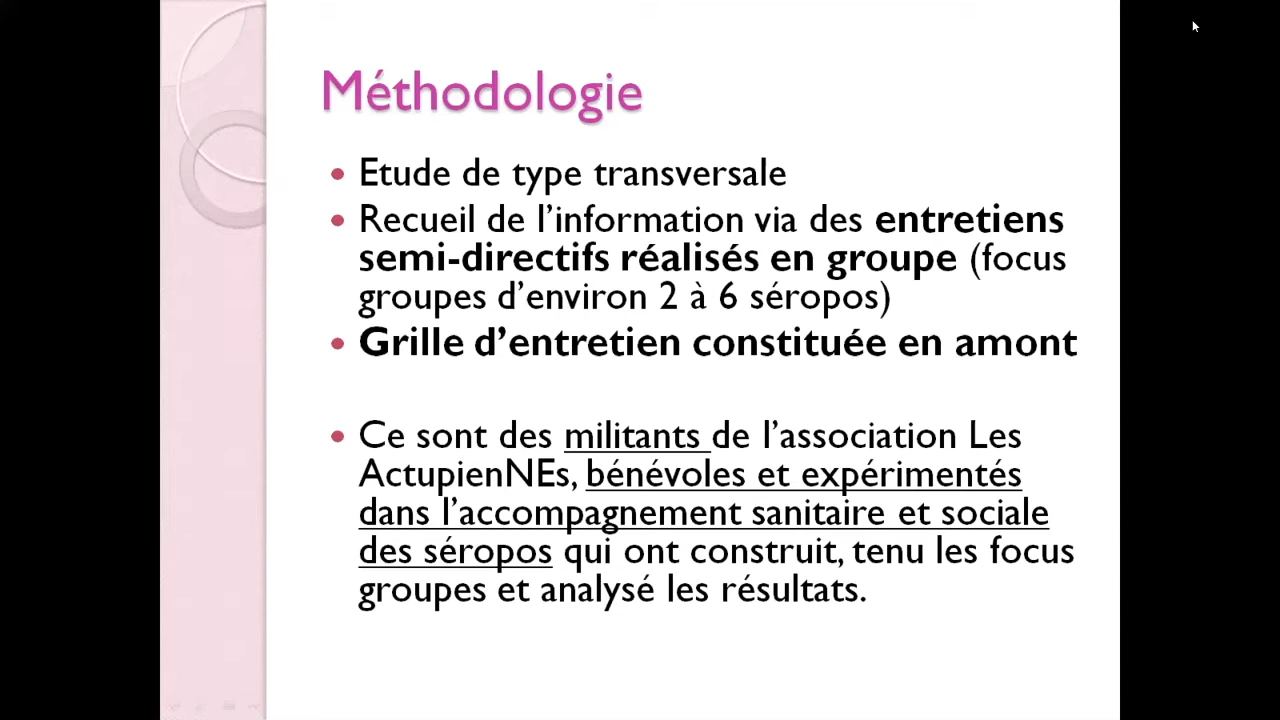 Méthodologie
Etude de type transversale
Recueil de l’information via des entretiens
semi-directifs réalisés en groupe (focus
groupes d’environ 2 à 6 séropos)
Grille d’entretien constituée en amont
Ce sont des militants de l’association Les
ActupienNEs, bénévoles et expérimentés
dans l’accompagnement sanitaire et sociale
des séropos qui ont construit, tenu les focus
groupes et analysé les résultats.